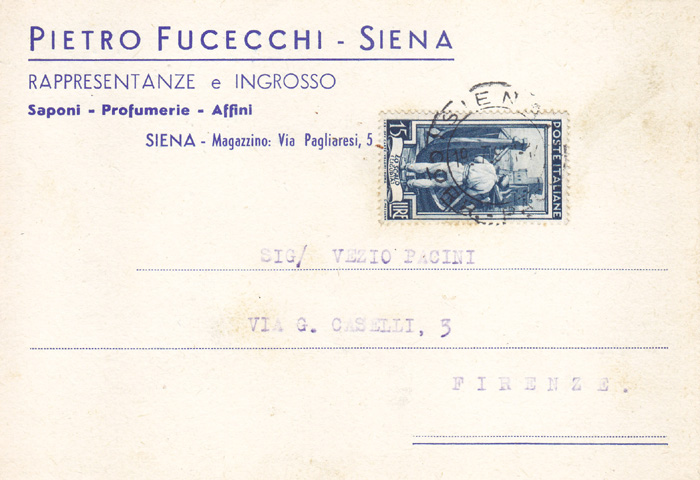 PIETRO FUCECCHI - SIENA
RAPPRESENTANZE e INGROSSO
Saponi - Profumerie - Affini
SIENA - Magazzino: Via Pagliaresi, 5
SIENA
15
LIRE
POSTE ITALIANE
SIG/ VEZIO PACINI
VIA G. CASELLI, 3
FIRENZE.